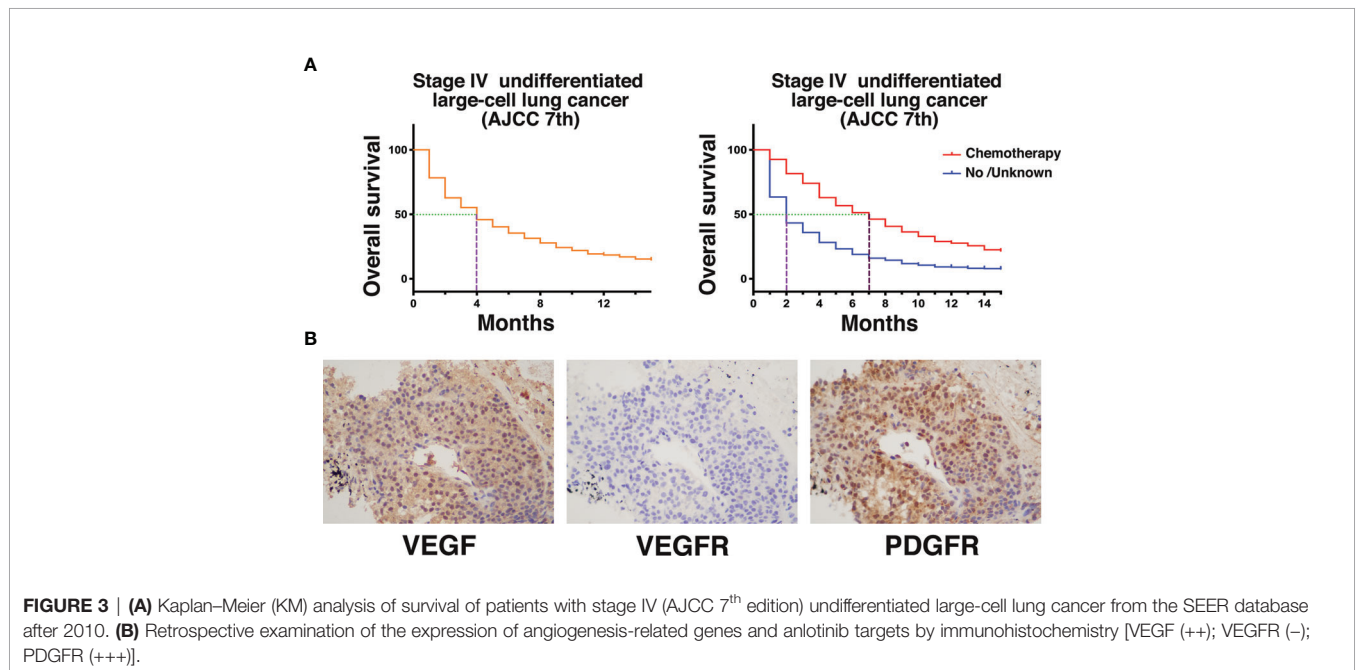 A
Stage IV undifferentiated
large-cell lung cancer
(AJCC 7th)
Overall survival
100
50
0
0 4 8 12
Months
Stage IV undifferentiated
large-cell lung cancer
(AJCC 7th)
Overall survival
100
50
0
Chemotherapy
No /Unknown
0 2 4 6 8 10 12 14
Months
B
VEGF
VEGFR
PDGFR
FIGURE 3 | (A) Kaplan–Meier (KM) analysis of survival of patients with stage IV (AJCC 7th edition) undifferentiated large-cell lung cancer from the SEER database
after 2010. (B) Retrospective examination of the expression of angiogenesis-related genes and anlotinib targets by immunohistochemistry [VEGF (++); VEGFR (–);
PDGFR (+++)].